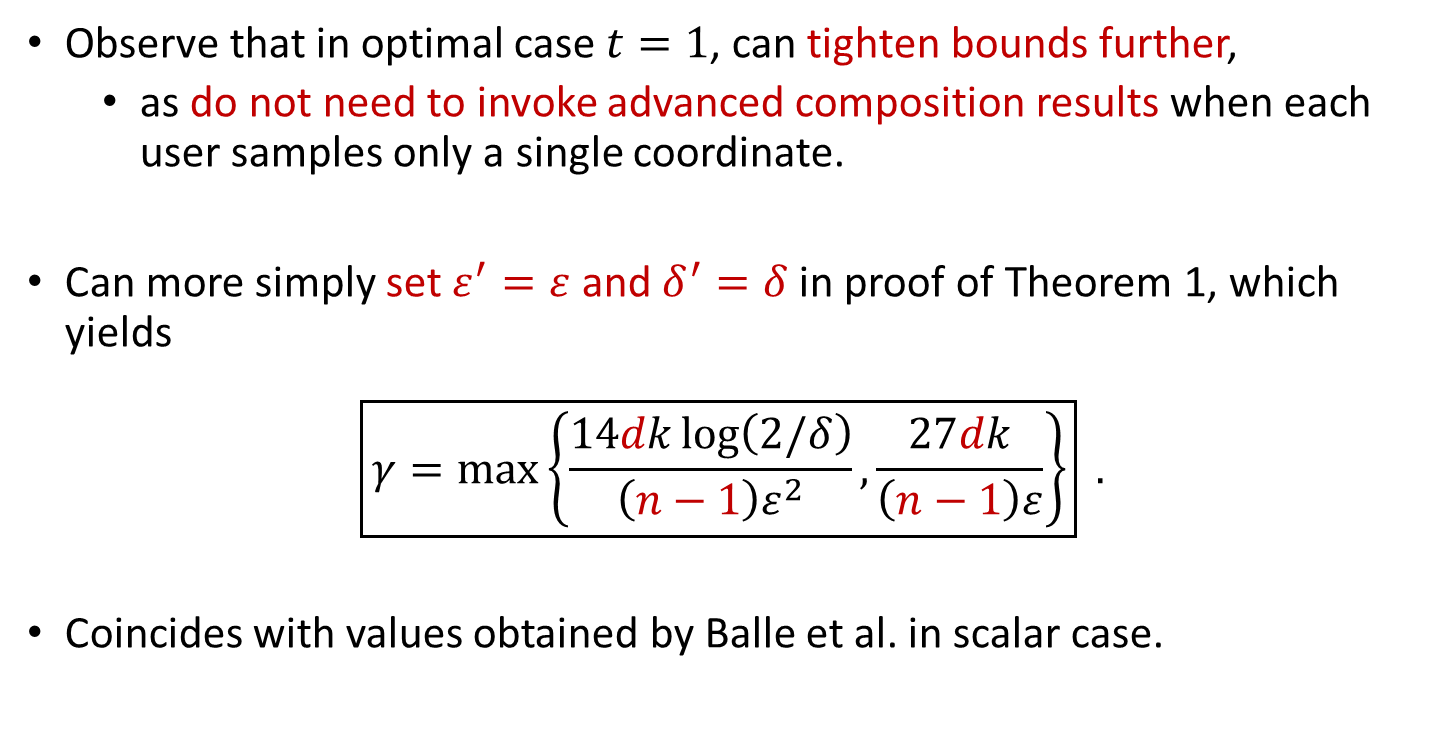 • Observe that in optimal case 𝑡 = 1, can tighten bounds further,
• as do not need to invoke advanced composition results when each
user samples only a single coordinate.
• Can more simply set 𝜀′ = 𝜀 and 𝛿′ = 𝛿 in proof of Theorem 1, which
yields
𝛾 = max { 14𝑑𝑘 log(2/𝛿) / (𝑛 − 1)𝜀² , 27𝑑𝑘 / (𝑛 − 1)𝜀 } .
• Coincides with values obtained by Balle et al. in scalar case.